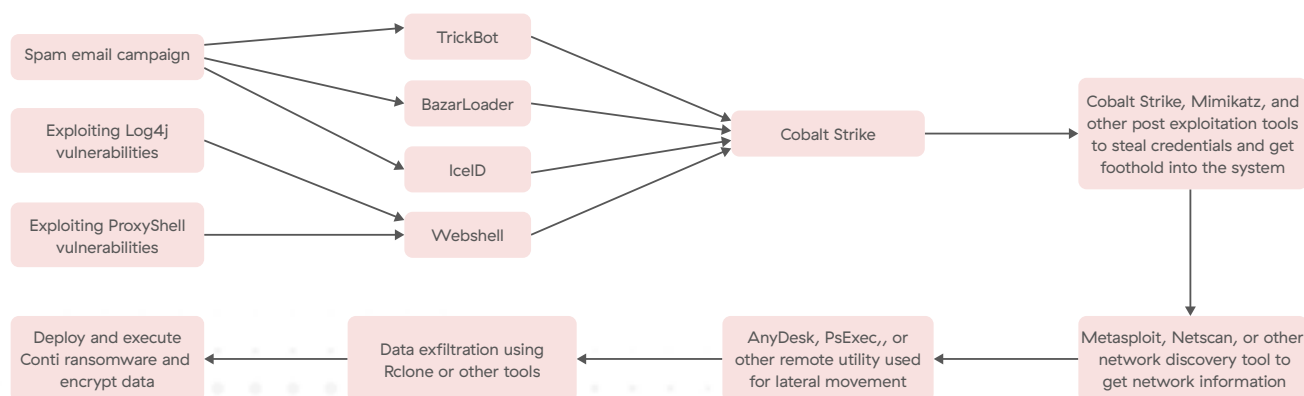 Spam email campaign
Exploiting Log4j
vulnerabilities
Exploiting ProxyShell
vulnerabilities
TrickBot
BazarLoader
IceID
Webshell
Cobalt Strike
Cobalt Strike, Mimikatz, and
other post exploitation tools
to steal credentials and get
foothold into the system
Metasploit, Netscan, or other
network discovery tool to
get network information
AnyDesk, PsExec,, or
other remote utility used
for lateral movement
Data exfiltration using
Rclone or other tools
Deploy and execute
Conti ransomware and
encrypt data